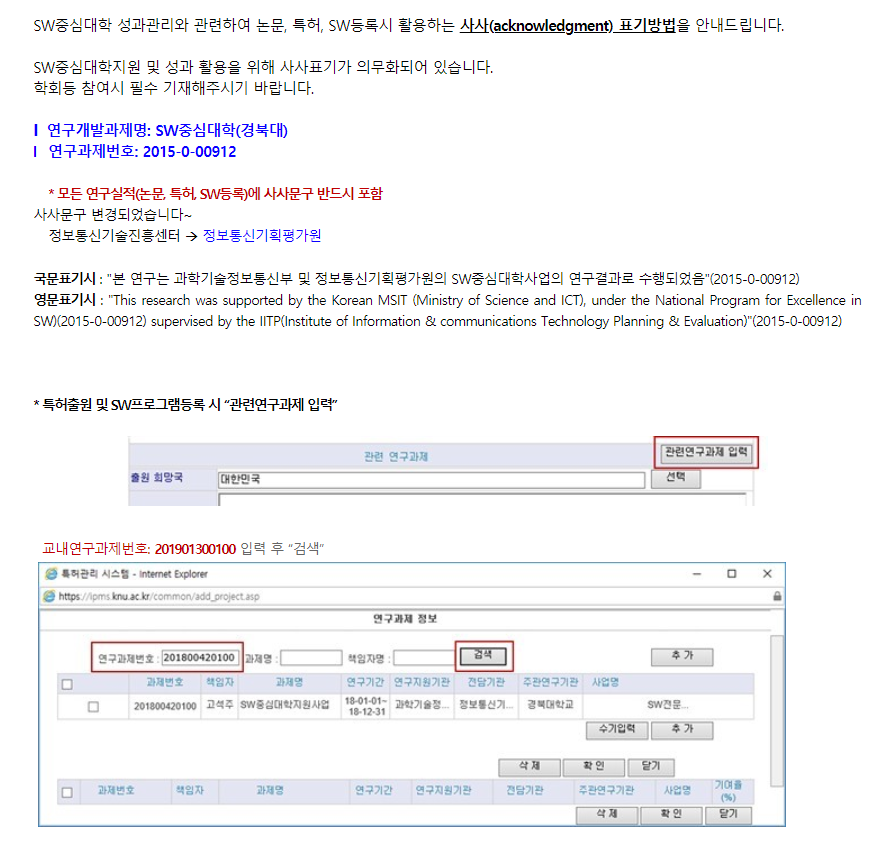 SW중심대학 성과관리와 관련하여 논문, 특허, SW등록시 활용하는 사사(acknowledgment) 표기방법을 안내드립니다.
SW중심대학지원 및 성과 활용을 위해 사사표기가 의무화되어 있습니다.
학회등 참여시 필수 기재해주시기 바랍니다.
l 연구개발과제명: SW중심대학(경북대)
l 연구과제번호: 2015-0-00912
* 모든 연구실적(논문, 특허, SW등록)에 사사문구 반드시 포함
사사문구 변경되었습니다~
정보통신기술진흥센터 → 정보통신기획평가원
국문표기시 : "본 연구는 과학기술정보통신부 및 정보통신기획평가원의 SW중심대학사업의 연구결과로 수행되었음"(2015-0-00912)
영문표기시 : "This research was supported by the Korean MSIT (Ministry of Science and ICT), under the National Program for Excellence in
SW)(2015-0-00912) supervised by the IITP(Institute of Information & communications Technology Planning & Evaluation)"(2015-0-00912)
* 특허출원 및 SW프로그램등록 시 “관련연구과제 입력”
관련 연구과제 관련연구과제 입력
출원 희망국 대한민국 선택
교내연구과제번호: 201901300100 입력 후 “검색”
특허관리 시스템 - Internet Explorer
https://ipms.knu.ac.kr/common/add_project.asp
연구과제 정보
연구과제번호 : 201800420100 과제명 : 책임자명 : 검색 추 가
과제번호 책임자 과제명 연구기간 연구지원기관 전담기관 주관연구기관 사업명
201800420100 고석주 SW중심대학지원사업 18-01-01~ 18-12-31 과학기술정... 정보통신기... 경북대학교 SW전문...
수기입력 추 가
삭 제 확 인 닫기
과제번호 책임자 과제명 연구기간 연구지원기관 전담기관 주관연구기관 사업명 기여율 (%)
삭 제 확 인 닫기